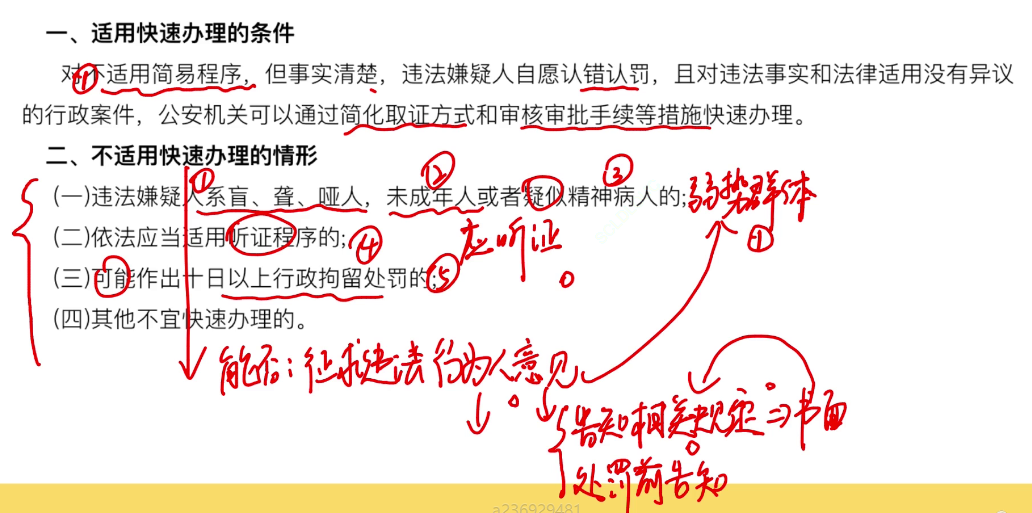 一、适用快速办理的条件
对不适用简易程序，但事实清楚，违法嫌疑人自愿认错认罚，且对违法事实和法律适用没有异议
的行政案件，公安机关可以通过简化取证方式和审核审批手续等措施快速办理。
二、不适用快速办理的情形
① ② ③
(一)违法嫌疑人系盲、聋、哑人，未成年人或者疑似精神病人的; 弱势群体
(二)依法应当适用听证程序的; ④ 应听证
(三)可能作出十日以上行政拘留处罚的; ⑤
(四)其他不宜快速办理的。
能否：征求违法行为人意见
告知相关规定 书面
处罚前告知
a236929481